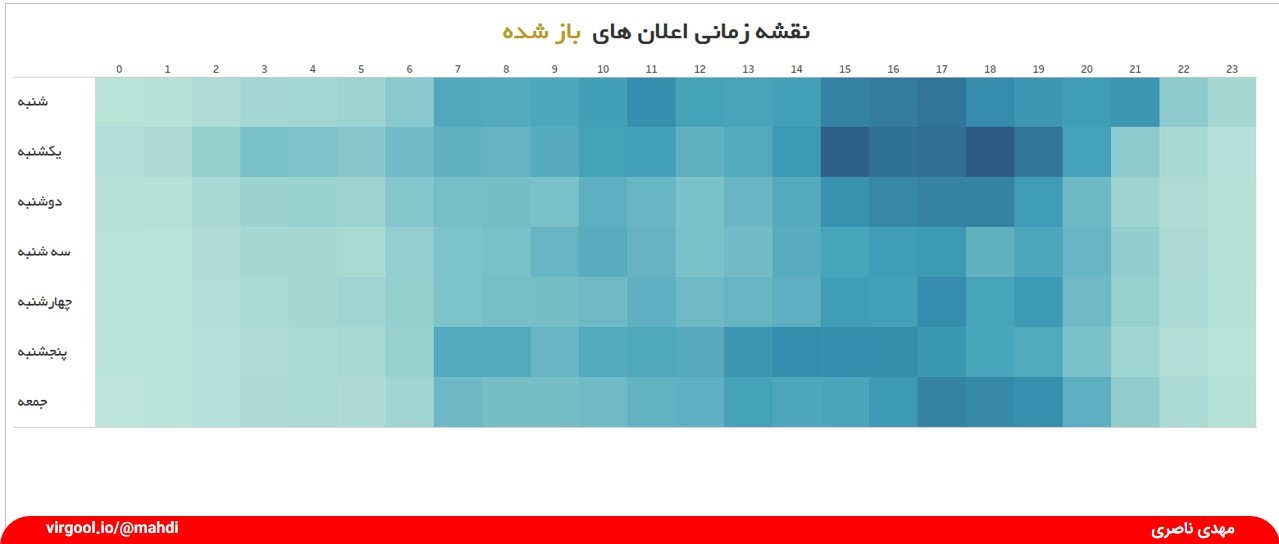 نقشه زمانی اعلان های باز شده
0 1 2 3 4 5 6 7 8 9 10 11 12 13 14 15 16 17 18 19 20 21 22 23
شنبه
یکشنبه
دوشنبه
سه شنبه
چهارشنبه
پنجشنبه
جمعه
virgool.io/@mahdi
مهدی ناصری